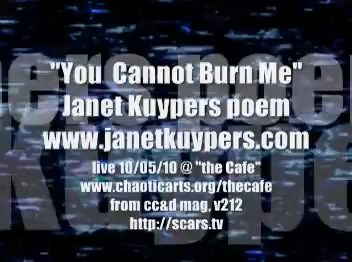 "You Cannot Burn Me"
Janet Kuypers poem
www.janetkuypers.com
live 10/05/10 @ "the Cafe"
www.chaoticarts.org/thecafe
from cc&d mag, v212
http://scars.tv